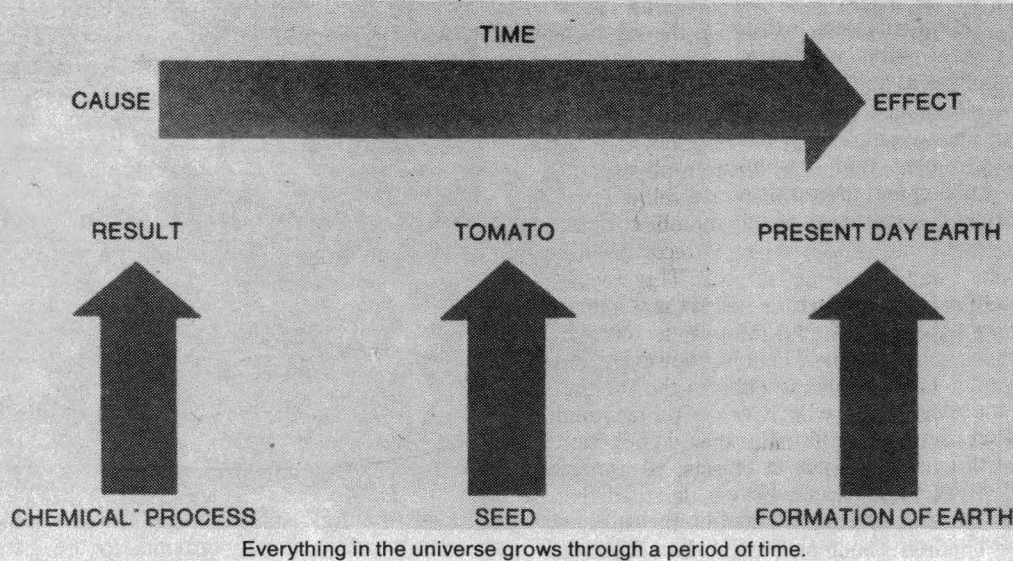 TIME
CAUSE EFFECT
RESULT TOMATO PRESENT DAY EARTH
CHEMICAL PROCESS SEED FORMATION OF EARTH
Everything in the universe grows through a period of time.